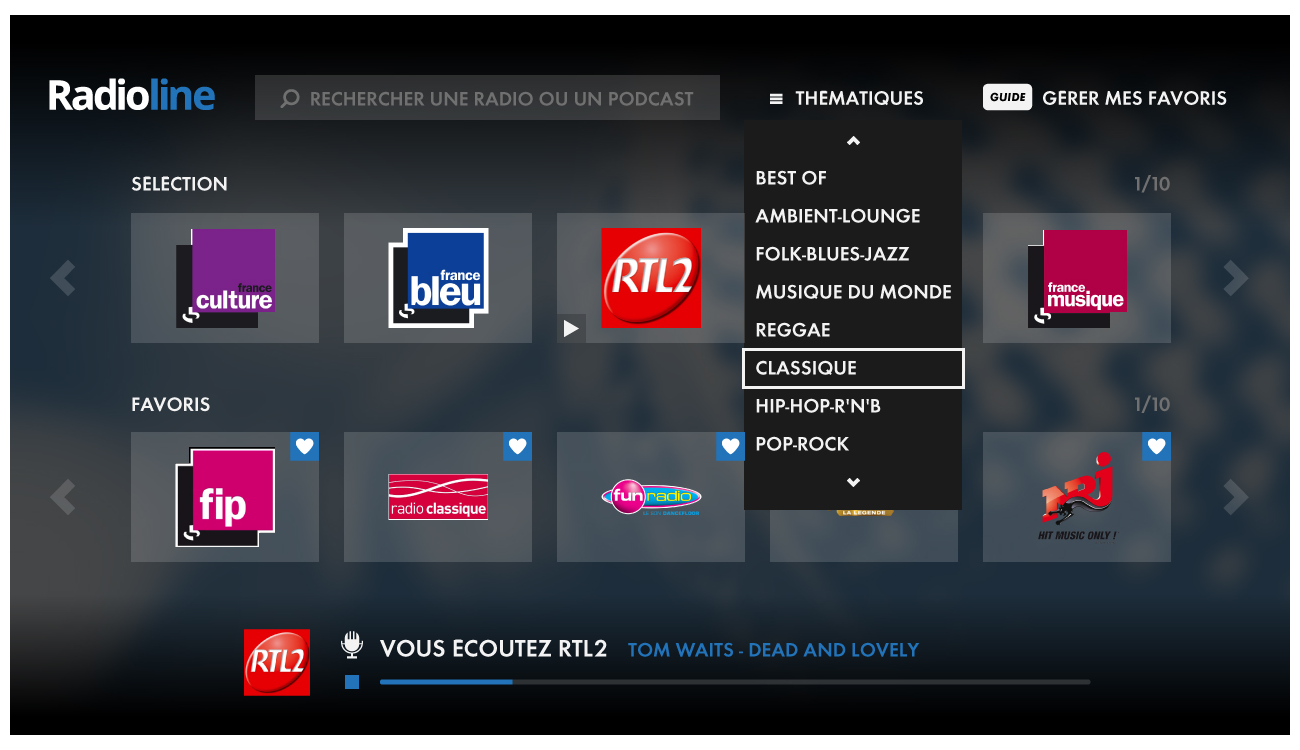 Radioline
RECHERCHER UNE RADIO OU UN PODCAST
THEMATIQUES
GUIDE GERER MES FAVORIS
SELECTION
1/10
france
culture
france
bleu
RTL2
france
musique
BEST OF
AMBIENT-LOUNGE
FOLK-BLUES-JAZZ
MUSIQUE DU MONDE
REGGAE
CLASSIQUE
HIP-HOP-R'N'B
POP-ROCK
FAVORIS
1/10
fip
radio classique
fun radio
LE SON DANCEFLOOR
LA LEGENDE
NRJ
HIT MUSIC ONLY !
RTL2
VOUS ECOUTEZ RTL2 TOM WAITS - DEAD AND LOVELY